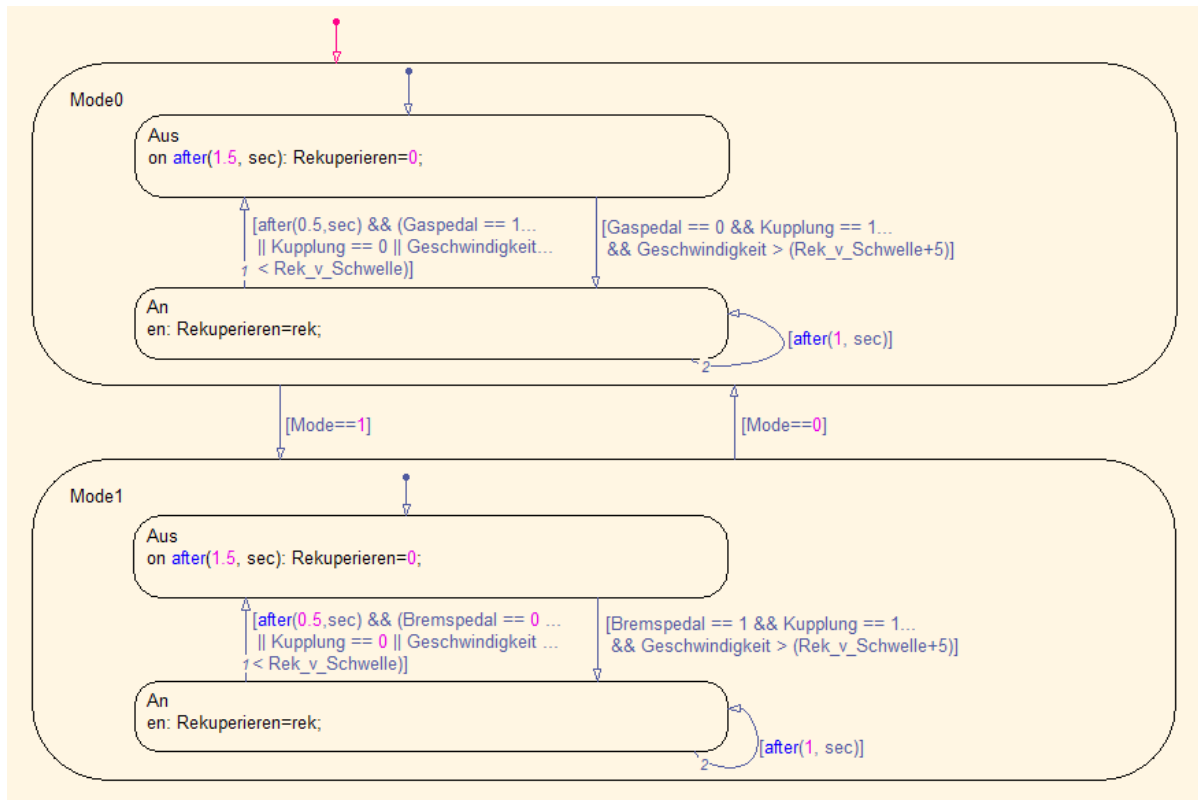 Mode0
Aus
on after(1.5, sec): Rekuperieren=0;
[after(0.5,sec) && (Gaspedal == 1...
|| Kupplung == 0 || Geschwindigkeit...
1 < Rek_v_Schwelle)]
[Gaspedal == 0 && Kupplung == 1...
&& Geschwindigkeit > (Rek_v_Schwelle+5)]
An
en: Rekuperieren=rek;
[after(1, sec)]
2
[Mode==1]
[Mode==0]
Mode1
Aus
on after(1.5, sec): Rekuperieren=0;
[after(0.5,sec) && (Bremspedal == 0 ...
|| Kupplung == 0 || Geschwindigkeit ...
1 < Rek_v_Schwelle)]
[Bremspedal == 1 && Kupplung == 1...
&& Geschwindigkeit > (Rek_v_Schwelle+5)]
An
en: Rekuperieren=rek;
[after(1, sec)]
2